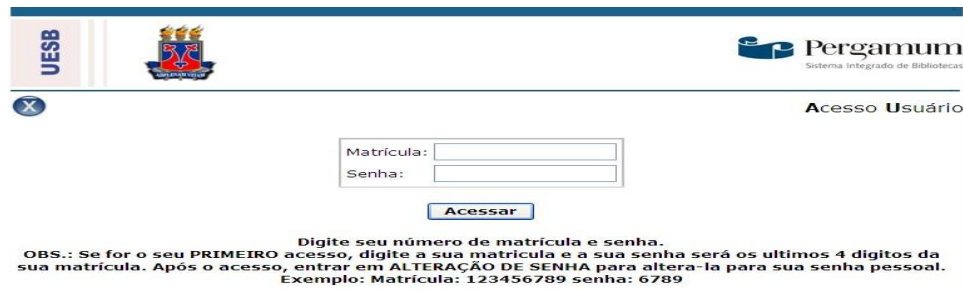 UESB
Pergamum
Sistema Integrado de Bibliotecas
X
Acesso Usuário
Matrícula:
Senha:
Acessar
Digite seu número de matrícula e senha.
OBS.: Se for o seu PRIMEIRO acesso, digite a sua matricula e a sua senha será os ultimos 4 digitos da
sua matrícula. Após o acesso, entrar em ALTERAÇÃO DE SENHA para altera-la para sua senha pessoal.
Exemplo: Matrícula: 123456789 senha: 6789